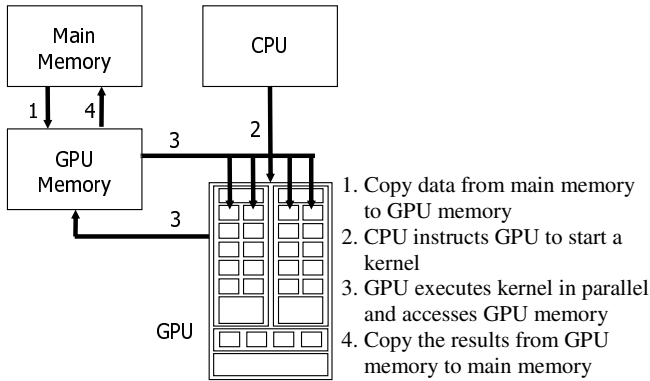 Main
Memory
CPU
1
4
2
GPU
Memory
3
3
GPU
1. Copy data from main memory
to GPU memory
2. CPU instructs GPU to start a
kernel
3. GPU executes kernel in parallel
and accesses GPU memory
4. Copy the results from GPU
memory to main memory